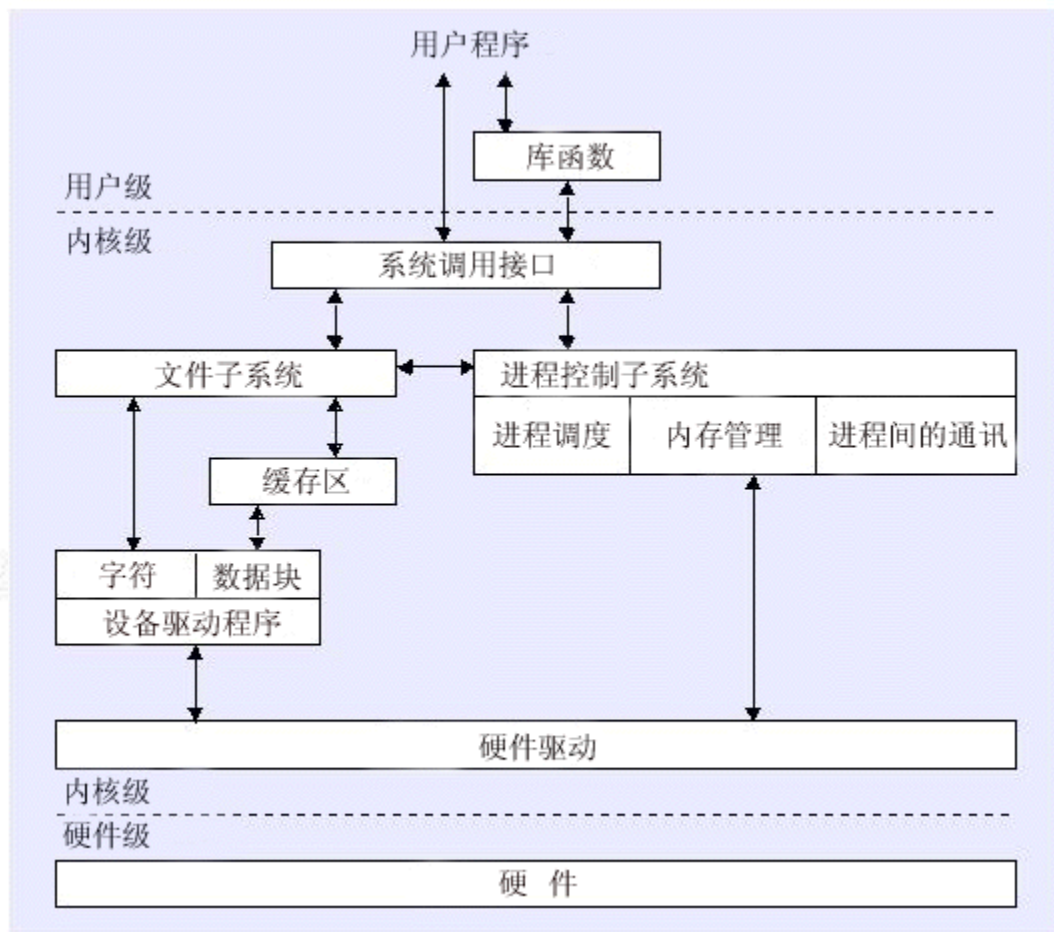 用户程序
库函数
用户级
内核级
系统调用接口
文件子系统
进程控制子系统
进程调度
内存管理
进程间的通讯
缓存区
字符
数据块
设备驱动程序
硬件驱动
内核级
硬件级
硬 件